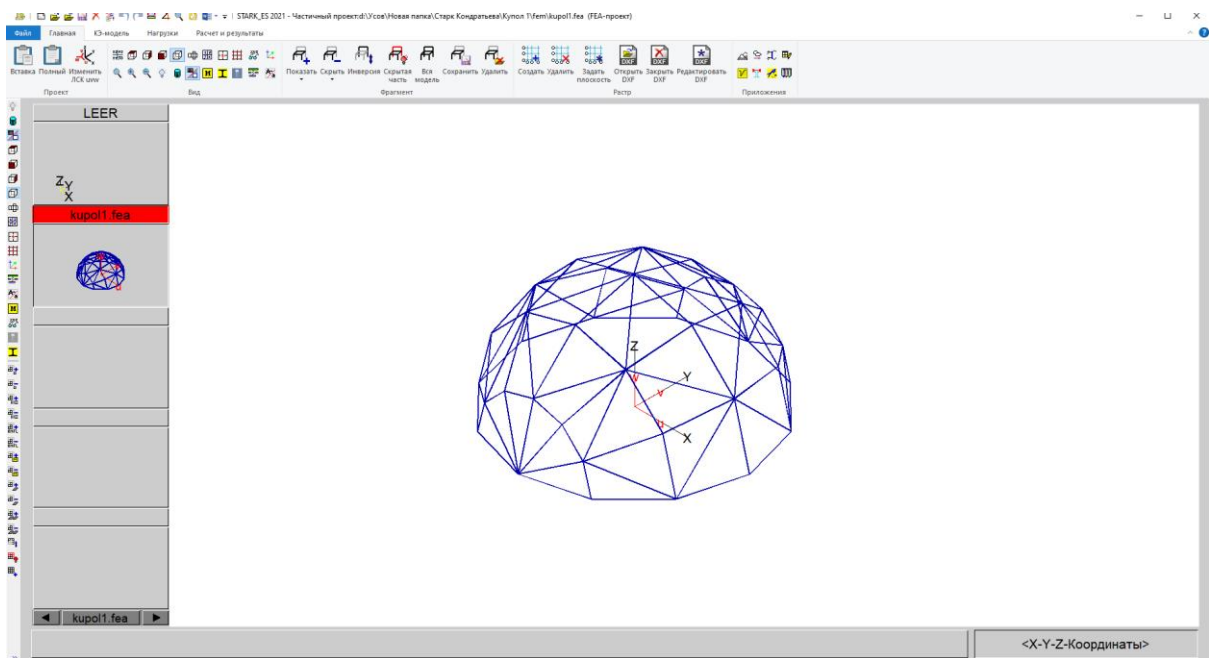 STARK_ES 2021 - Частичный проект:d:\Усов\Новая папка\Старк Кондратьева\Купол 1\fem\kupol1.fea (FEA-проект)
Файл Главная КЭ-модель Нагрузки Расчет и результаты
Вставка Полный Изменить ЛСК uvw
Показать Скрыть Инверсия Скрытая часть Вся модель Сохранить Удалить
Создать Удалить Задать плоскость Открыть DXF Закрыть DXF Редактировать DXF
Проект Вид Фрагмент Растр Приложения
LEER
Z Y
X
kupol1.fea
Z
Y
w
v
u
X
kupol1.fea
<X-Y-Z-Координаты>